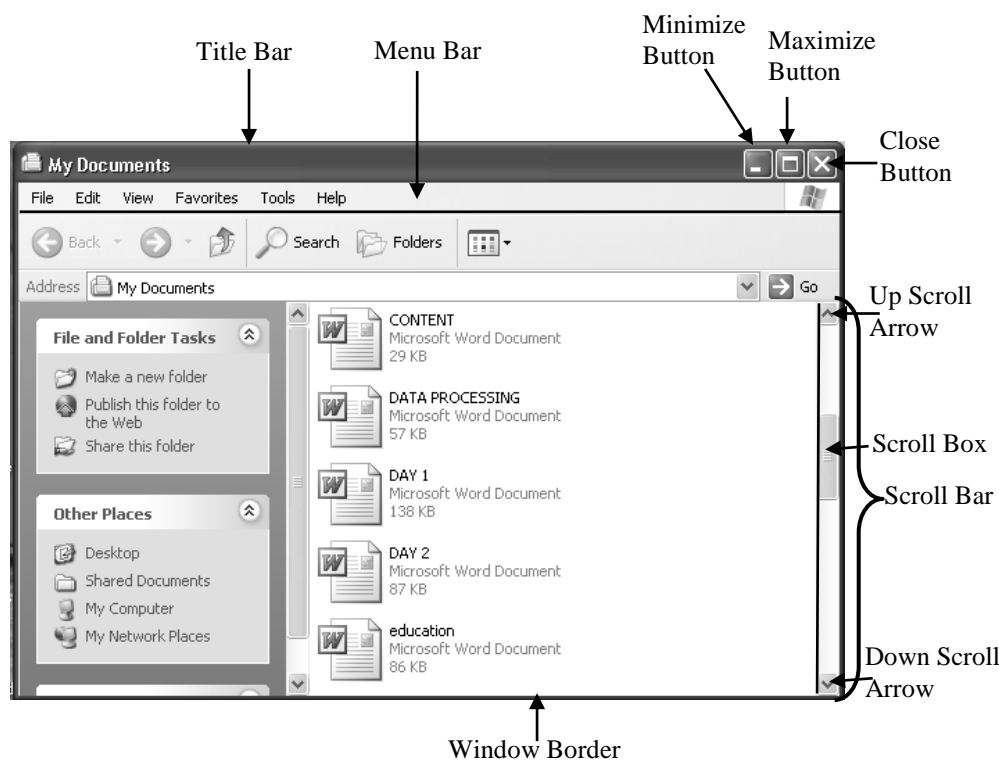 Minimize
Button
Maximize
Button
Title Bar
Menu Bar
Close
Button
My Documents
File Edit View Favorites Tools Help
Back Search Folders
Address My Documents Go
Up Scroll
Arrow
File and Folder Tasks
Make a new folder
Publish this folder to
the Web
Share this folder
Other Places
Desktop
Shared Documents
My Computer
My Network Places
CONTENT
Microsoft Word Document
29 KB
DATA PROCESSING
Microsoft Word Document
57 KB
DAY 1
Microsoft Word Document
138 KB
DAY 2
Microsoft Word Document
87 KB
education
Microsoft Word Document
86 KB
Scroll Box
Scroll Bar
Down Scroll
Arrow
Window Border